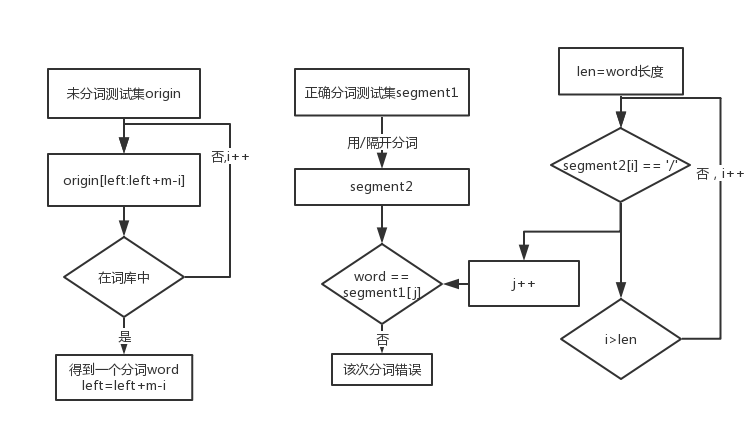 未分词测试集origin
否,i++
origin[left:left+m-i]
在词库中
是
得到一个分词word
left=left+m-i
正确分词测试集segment1
用/隔开分词
segment2
word ==
segment1[j]
否
该次分词错误
len=word长度
segment2[i] == '/'
否，i++
j++
i>len